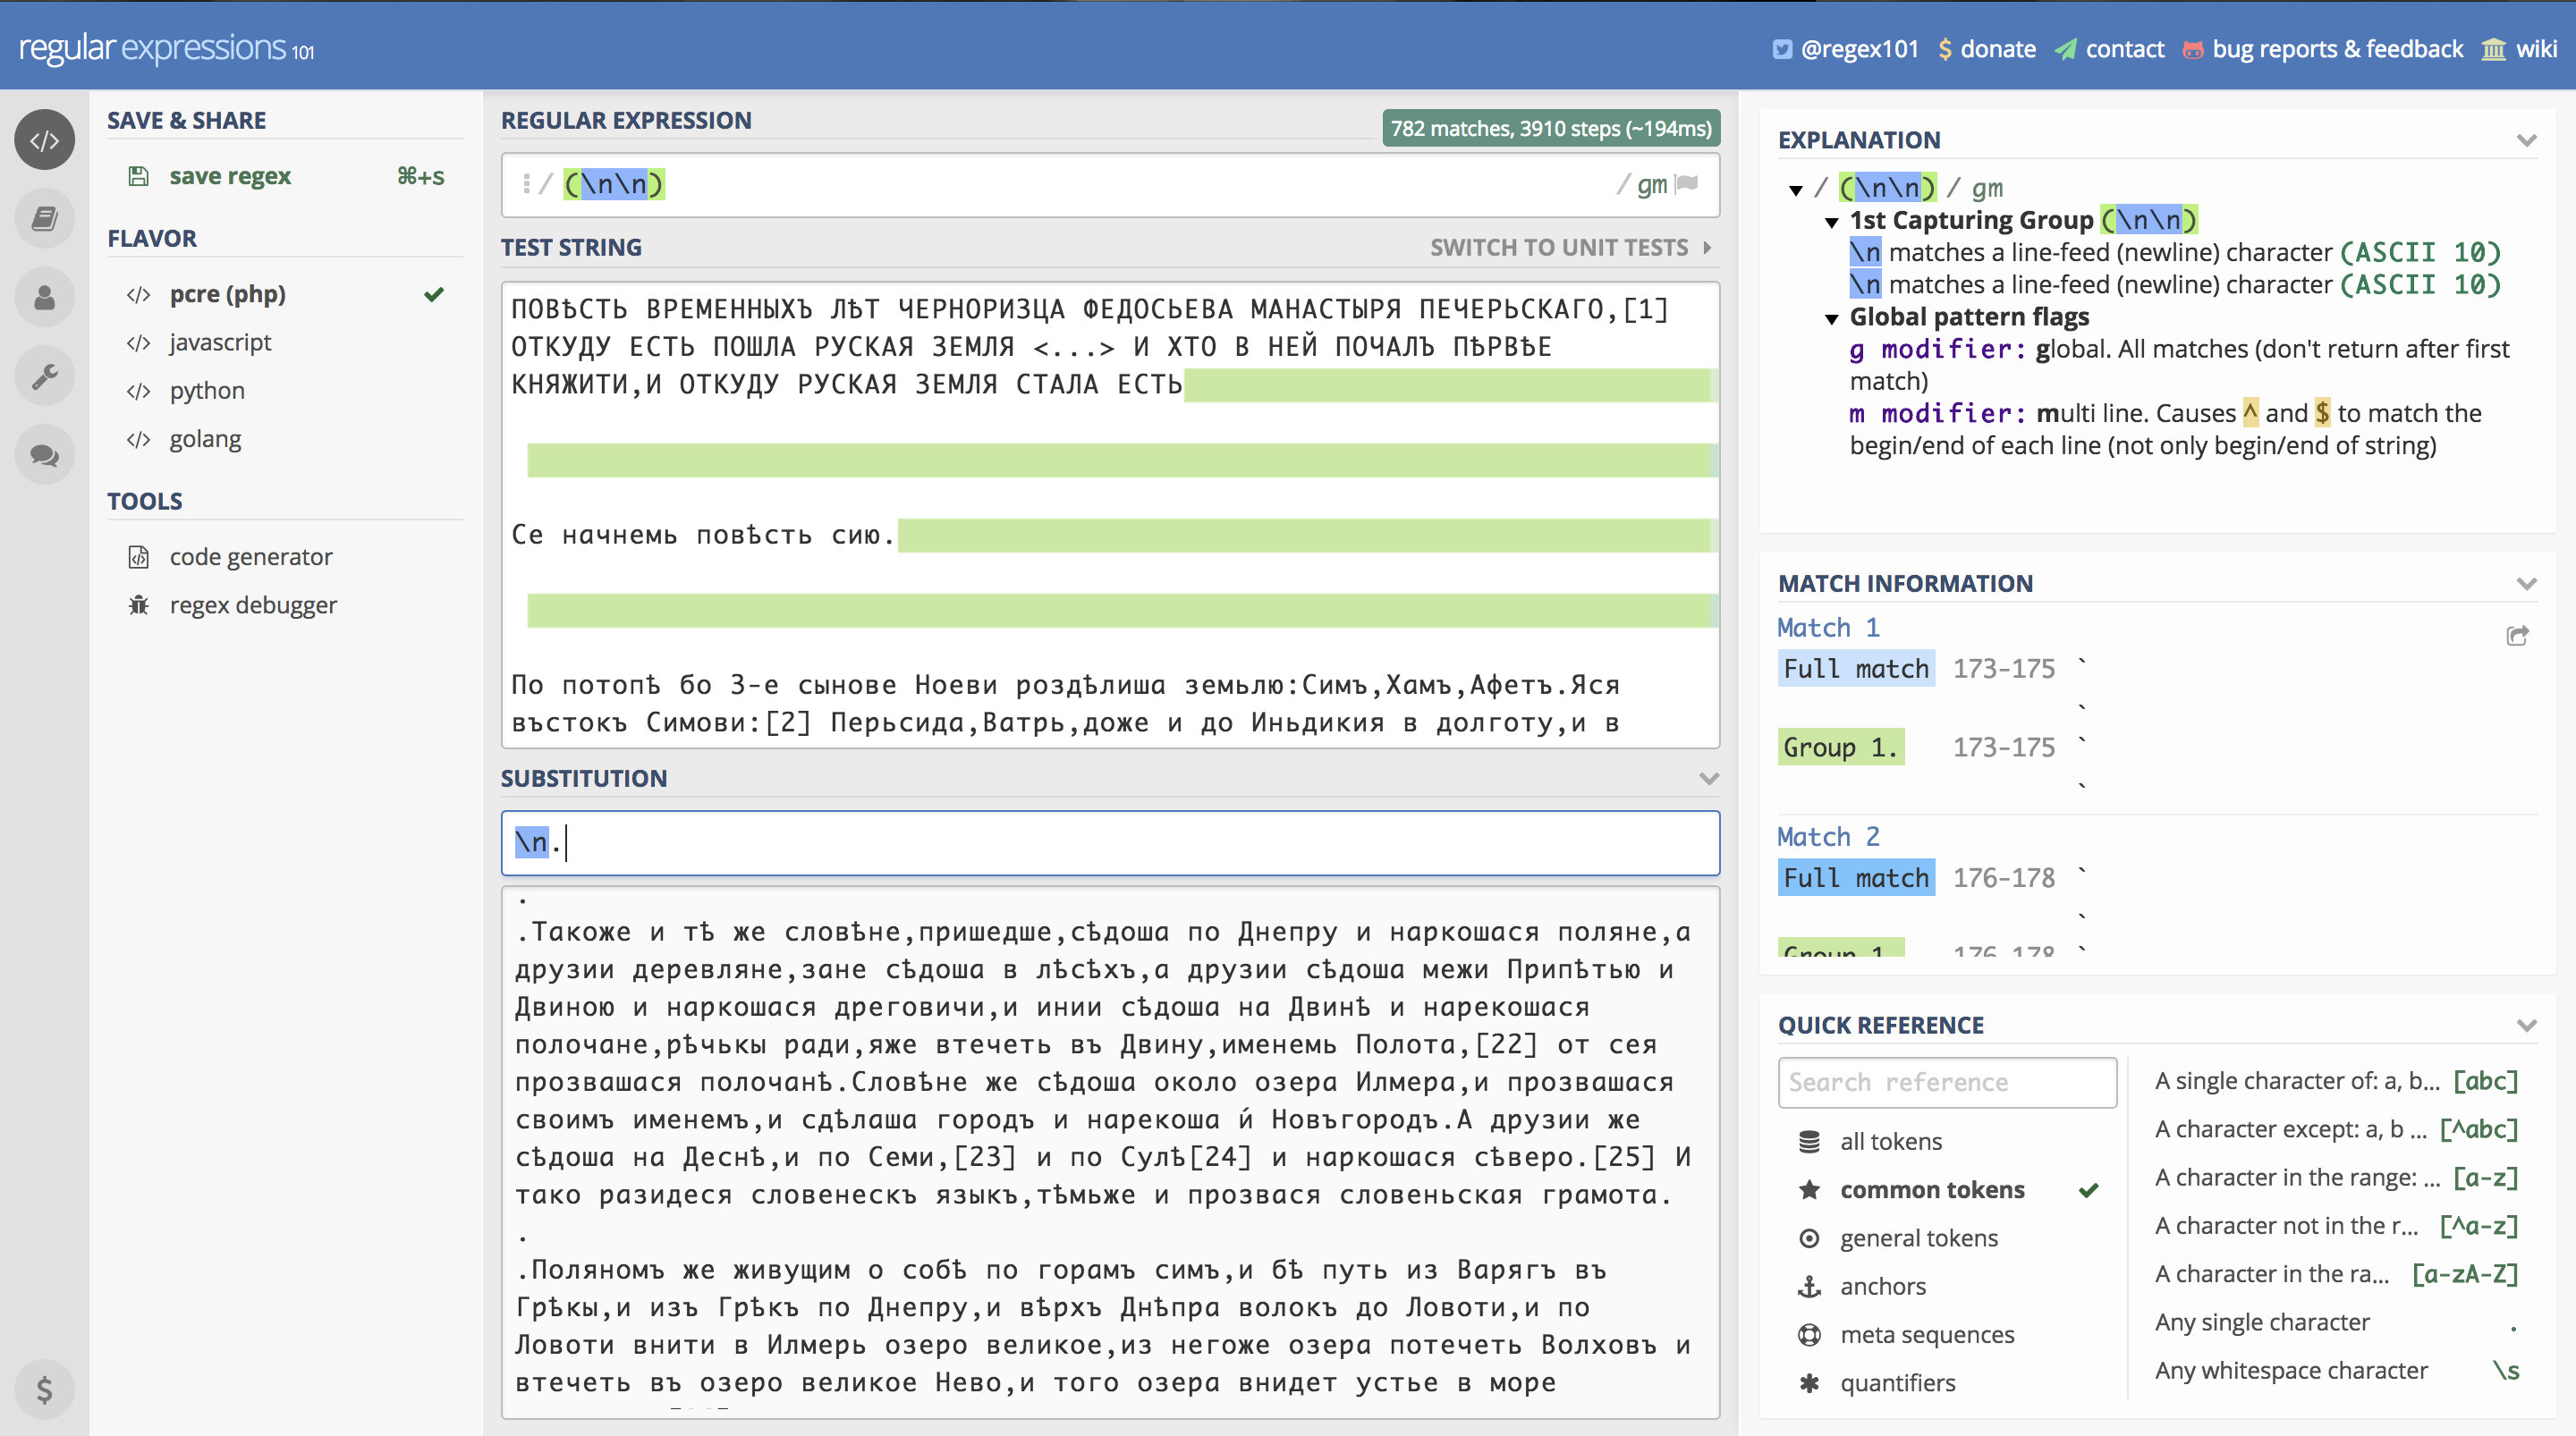 regular expressions 101
@regex101 donate contact bug reports & feedback wiki
SAVE & SHARE
save regex ⌘+s
FLAVOR
pcre (php)
javascript
python
golang
TOOLS
code generator
regex debugger
REGULAR EXPRESSION
782 matches, 3910 steps (~194ms)
/ (\n\n) / gm
TEST STRING
SWITCH TO UNIT TESTS
ПОВѢСТЬ ВРЕМЕННЫХЪ ЛѢТ ЧЕРНОРИЗЦА ФЕДОСЬЕВА МАНАСТЫРЯ ПЕЧЕРЬСКАГО,[1]
ОТКУДУ ЕСТЬ ПОШЛА РУСКАЯ ЗЕМЛЯ <...> И ХТО В НЕЙ ПОЧАЛЪ ПѢРВѢЕ
КНЯЖИТИ,И ОТКУДУ РУСКАЯ ЗЕМЛЯ СТАЛА ЕСТЬ
Се начнемь повѣсть сию.
По потопѣ бо 3-е сынове Ноеви роздѣлиша земьлю:Симъ,Хамъ,Афетъ.Яся
въстокъ Симови:[2] Перьсида,Ватрь,доже и до Иньдикия в долготу,и в
SUBSTITUTION
\n.
.
.Такоже и тѣ же словѣне,пришедше,сѣдоша по Днепру и наркошася поляне,а
друзии деревляне,зане сѣдоша в лѣсѣхъ,а друзии сѣдоша межи Припѣтью и
Двиною и наркошася дреговичи,и инии сѣдоша на Двинѣ и нарекошася
полочане,рѣчькы ради,яже втечеть въ Двину,именемь Полота,[22] от сея
прозвашася полочанѣ.Словѣне же сѣдоша около озера Илмера,и прозвашася
своимъ именемъ,и сдѣлаша городъ и нарекоша и́ Новъгородъ.А друзии же
сѣдоша на Деснѣ,и по Семи,[23] и по Сулѣ[24] и наркошася сѣверо.[25] И
тако разидеся словенескъ языкъ,тѣмьже и прозвася словеньская грамота.
.
.Поляномъ же живущим о собѣ по горамъ симъ,и бѣ путь из Варягъ въ
Грѣкы,и изъ Грѣкъ по Днепру,и вѣрхъ Днѣпра волокъ до Ловоти,и по
Ловоти внити в Илмерь озеро великое,из негоже озера потечеть Волховъ и
втечеть въ озеро великое Нево,и того озера внидет устье в море
EXPLANATION
/ (\n\n) / gm
1st Capturing Group (\n\n)
\n matches a line-feed (newline) character (ASCII 10)
\n matches a line-feed (newline) character (ASCII 10)
Global pattern flags
g modifier: global. All matches (don't return after first
match)
m modifier: multi line. Causes ^ and $ to match the
begin/end of each line (not only begin/end of string)
MATCH INFORMATION
Match 1
Full match 173-175 `
`
Group 1. 173-175 `
`
Match 2
Full match 176-178 `
`
Group 1. 176-178 `
QUICK REFERENCE
Search reference
all tokens
common tokens
general tokens
anchors
meta sequences
quantifiers
A single character of: a, b... [abc]
A character except: a, b ... [^abc]
A character in the range: ... [a-z]
A character not in the r... [^a-z]
A character in the ra... [a-zA-Z]
Any single character .
Any whitespace character \s